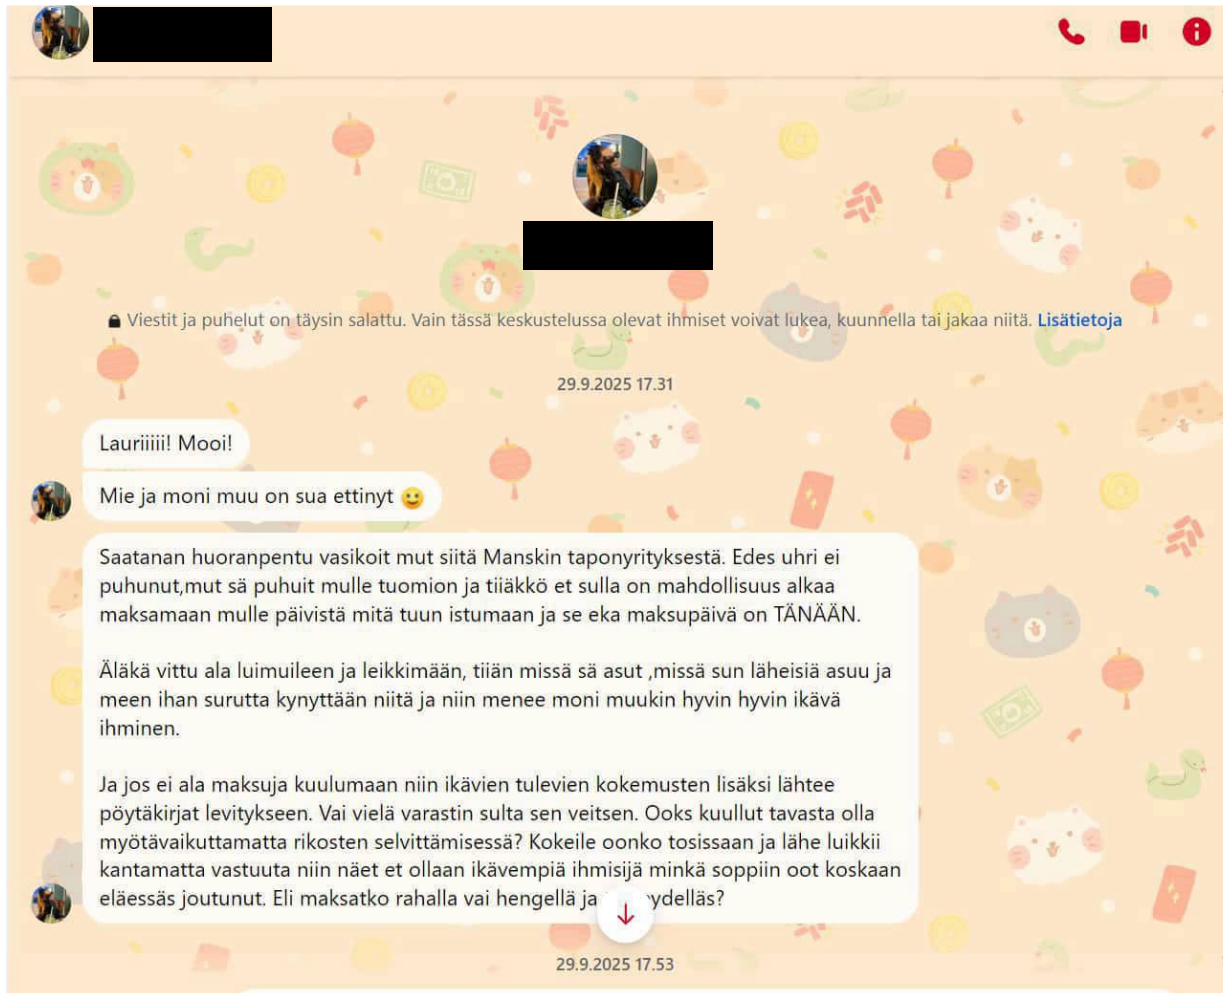 Viestit ja puhelut on täysin salattu. Vain tässä keskustelussa olevat ihmiset voivat lukea, kuunnella tai jakaa niitä. Lisätietoja
29.9.2025 17.31
Lauriiiii! Mooi!
Mie ja moni muu on sua ettinyt
Saatanan huoranpentu vasikoit mut siitä Manskin taponyrityksestä. Edes uhri ei
puhunut,mut sä puhuit mulle tuomion ja tiiäkkö et sulla on mahdollisuus alkaa
maksamaan mulle päivistä mitä tuun istumaan ja se eka maksupäivä on TÄNÄÄN.
Äläkä vittu ala luimuileen ja leikkimään, tiiän missä sä asut ,missä sun läheisiä asuu ja
meen ihan surutta kynyttään niitä ja niin menee moni muukin hyvin hyvin ikävä
ihminen.
Ja jos ei ala maksuja kuulumaan niin ikävien tulevien kokemusten lisäksi lähtee
pöytäkirjat levitykseen. Vai vielä varastin sulta sen veitsen. Ooks kuullut tavasta olla
myötävaikuttamatta rikosten selvittämisessä? Kokeile oonko tosissaan ja lähe luikkii
kantamatta vastuuta niin näet et ollaan ikävempiä ihmisijä minkä soppiin oot koskaan
eläessäs joutunut. Eli maksatko rahalla vai hengellä ja
29.9.2025 17.53